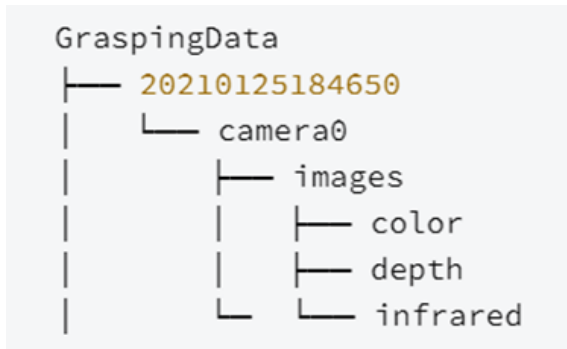 GraspingData
├── 20210125184650
│   └── camera0
│       ├── images
│       │   ├── color
│       │   ├── depth
│       └─  └── infrared